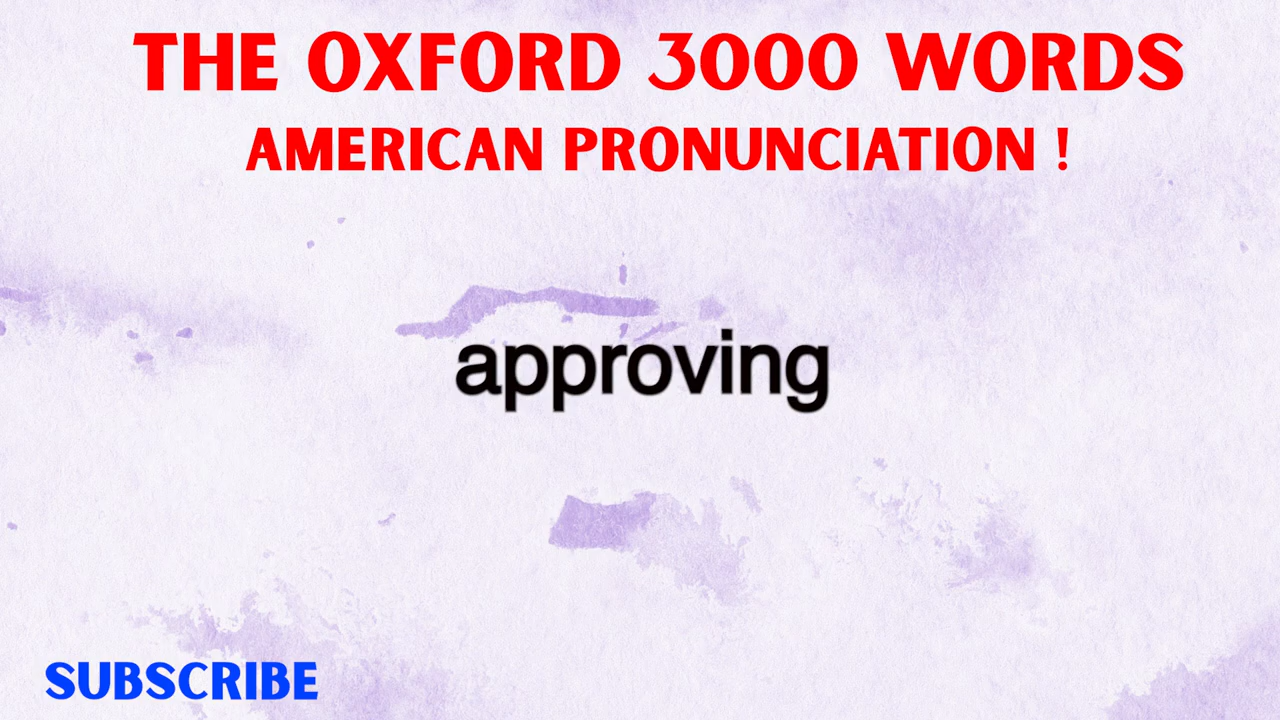 THE OXFORD 3000 WORDS
AMERICAN PRONUNCIATION !
approving
SUBSCRIBE